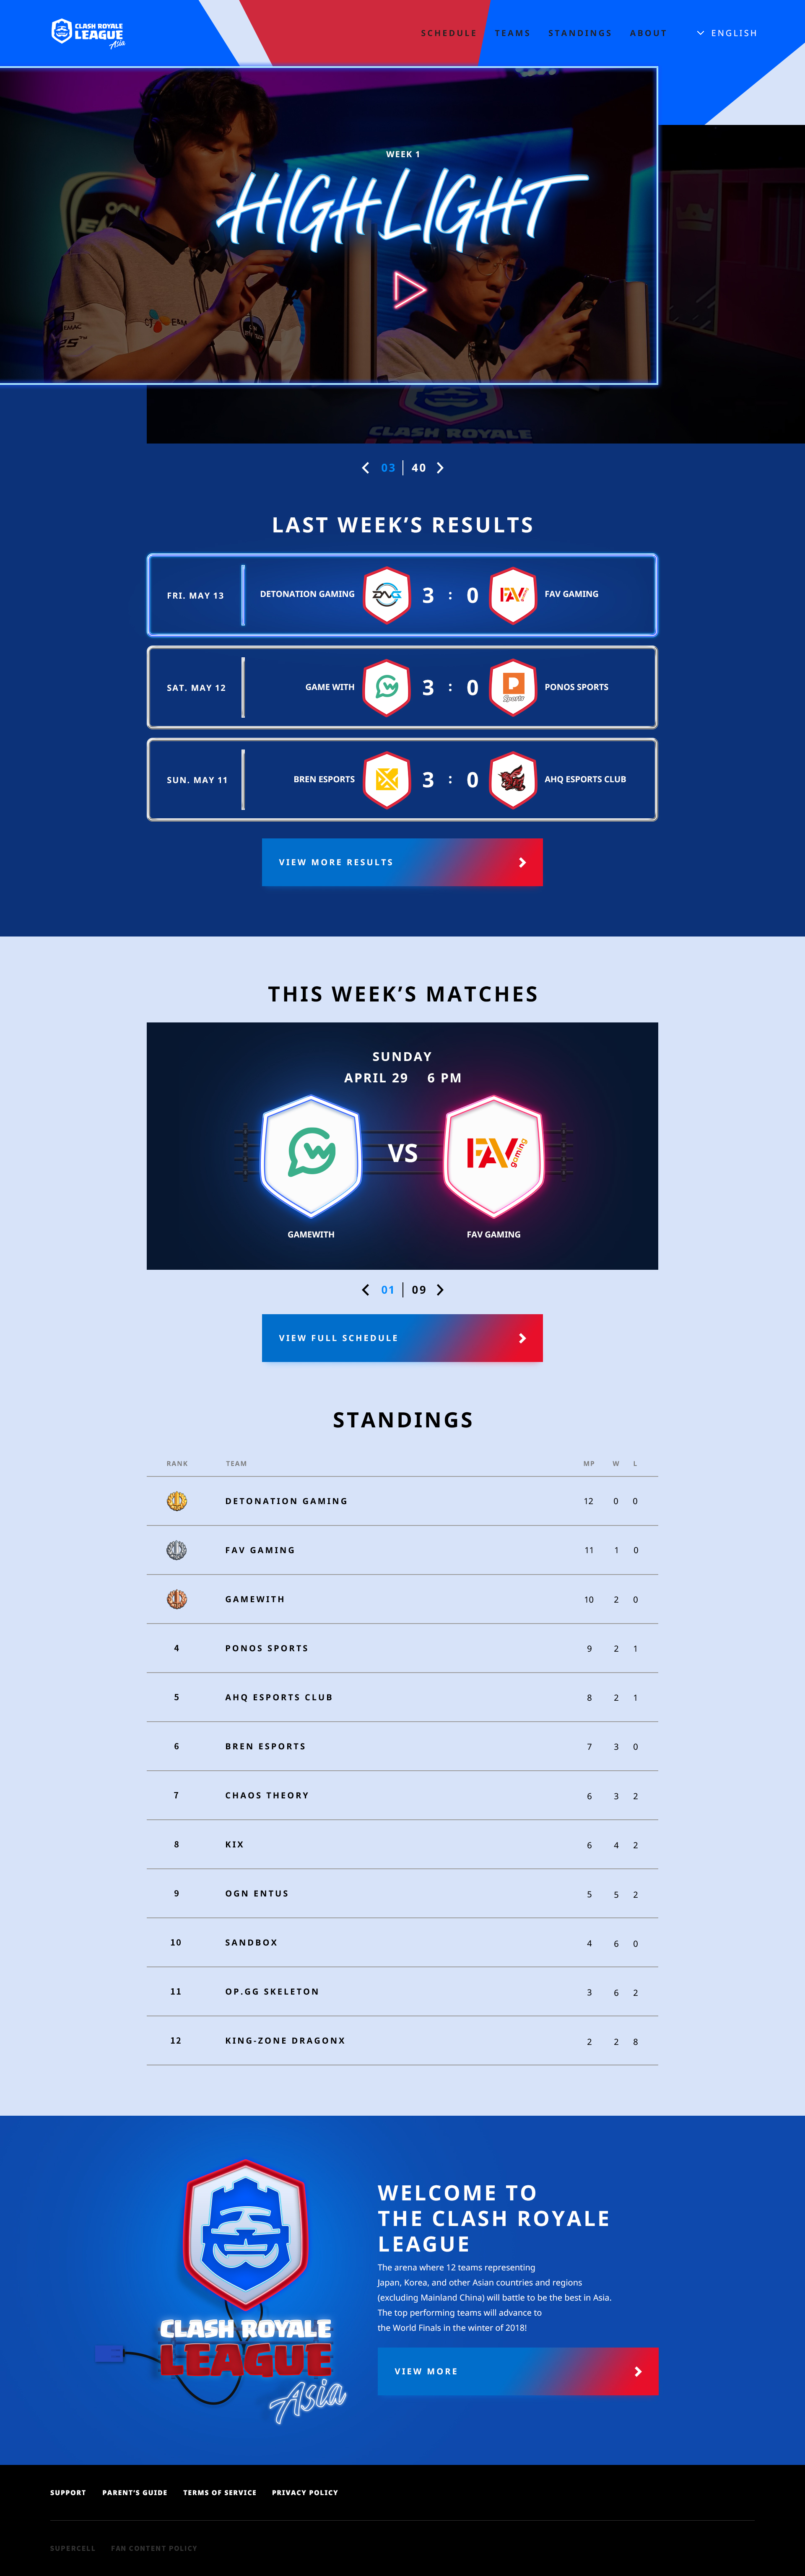 CLASH ROYALE
LEAGUE
Asia
SCHEDULE TEAMS STANDINGS ABOUT ENGLISH
WEEK 1
HIGHLIGHT
CLASH ROYALE
03 | 40
LAST WEEK’S RESULTS
FRI. MAY 13 DETONATION GAMING 3 : 0 FAV GAMING
SAT. MAY 12 GAME WITH 3 : 0 PONOS SPORTS
SUN. MAY 11 BREN ESPORTS 3 : 0 AHQ ESPORTS CLUB
VIEW MORE RESULTS
THIS WEEK’S MATCHES
SUNDAY
APRIL 29 6 PM
VS
FAV gaming
GAMEWITH FAV GAMING
01 | 09
VIEW FULL SCHEDULE
STANDINGS
RANK TEAM MP W L
1 DETONATION GAMING 12 0 0
FAV GAMING 11 1 0
GAMEWITH 10 2 0
4 PONOS SPORTS 9 2 1
5 AHQ ESPORTS CLUB 8 2 1
6 BREN ESPORTS 7 3 0
7 CHAOS THEORY 6 3 2
8 KIX 6 4 2
9 OGN ENTUS 5 5 2
10 SANDBOX 4 6 0
11 OP.GG SKELETON 3 6 2
12 KING-ZONE DRAGONX 2 2 8
CLASH ROYALE
LEAGUE
Asia
WELCOME TO
THE CLASH ROYALE
LEAGUE
The arena where 12 teams representing
Japan, Korea, and other Asian countries and regions
(excluding Mainland China) will battle to be the best in Asia.
The top performing teams will advance to
the World Finals in the winter of 2018!
VIEW MORE
SUPPORT PARENT’S GUIDE TERMS OF SERVICE PRIVACY POLICY
SUPERCELL FAN CONTENT POLICY